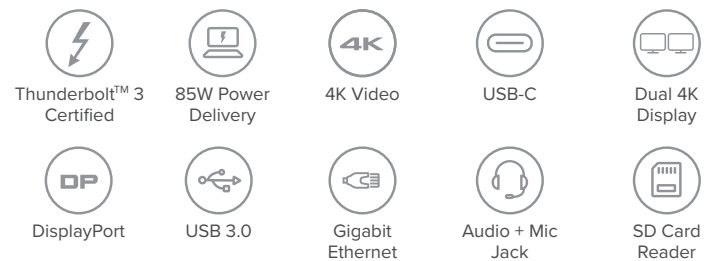 4K
Thunderbolt™ 3
Certified
85W Power
Delivery
4K Video
USB-C
Dual 4K
Display
DP
DisplayPort
USB 3.0
Gigabit
Ethernet
Audio + Mic
Jack
SD Card
Reader